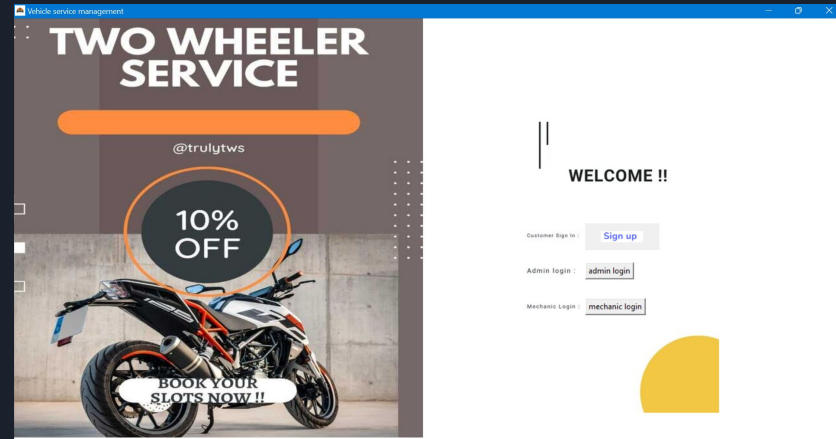 Vehicle service management
TWO WHEELER
SERVICE
@trulytws
10%
OFF
125
BOOK YOUR
SLOTS NOW !!
WELCOME !!
Customer Sign In :
Sign up
Admin login :
admin login
Mechanic Login :
mechanic login